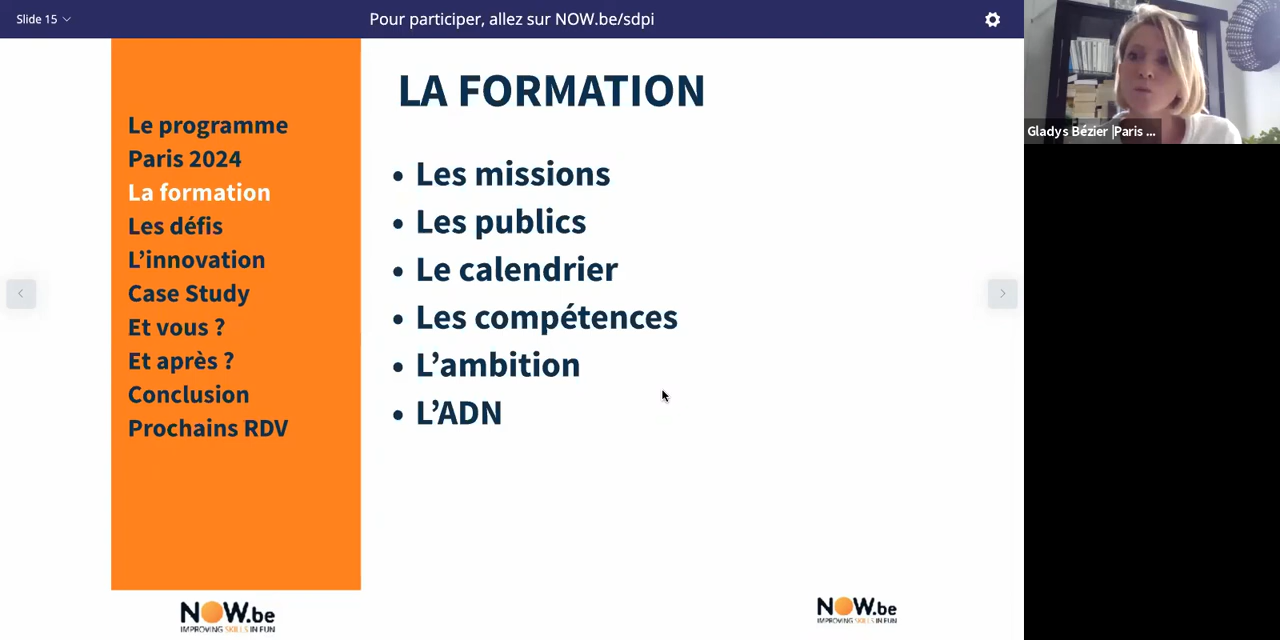 Slide 15
Pour participer, allez sur NOW.be/sdpi
Le programme
Paris 2024
La formation
Les défis
L’innovation
Case Study
Et vous ?
Et après ?
Conclusion
Prochains RDV
LA FORMATION
• Les missions
• Les publics
• Le calendrier
• Les compétences
• L’ambition
• L’ADN
Gladys Bézier |Paris ...
NOW.be
IMPROVING SKILLS IN FUN
NOW.be
IMPROVING SKILLS IN FUN